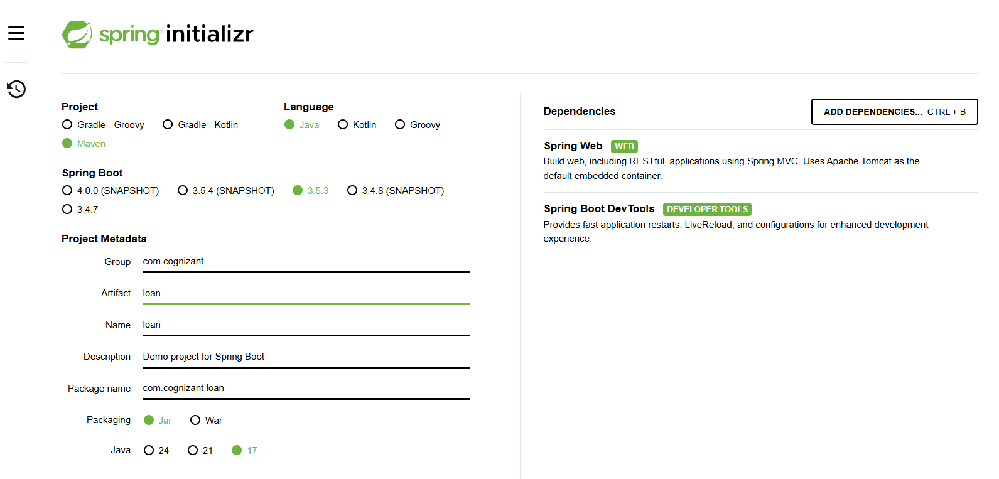 spring initializr
Project
Gradle - Groovy
Gradle - Kotlin
Maven
Language
Java
Kotlin
Groovy
Spring Boot
4.0.0 (SNAPSHOT)
3.5.4 (SNAPSHOT)
3.5.3
3.4.8 (SNAPSHOT)
3.4.7
Project Metadata
Group com.cognizant
Artifact loan
Name loan
Description Demo project for Spring Boot
Package name com.cognizant.loan
Packaging Jar War
Java 24 21 17
Dependencies
ADD DEPENDENCIES... CTRL + B
Spring Web WEB
Build web, including RESTful, applications using Spring MVC. Uses Apache Tomcat as the
default embedded container.
Spring Boot DevTools DEVELOPER TOOLS
Provides fast application restarts, LiveReload, and configurations for enhanced development
experience.